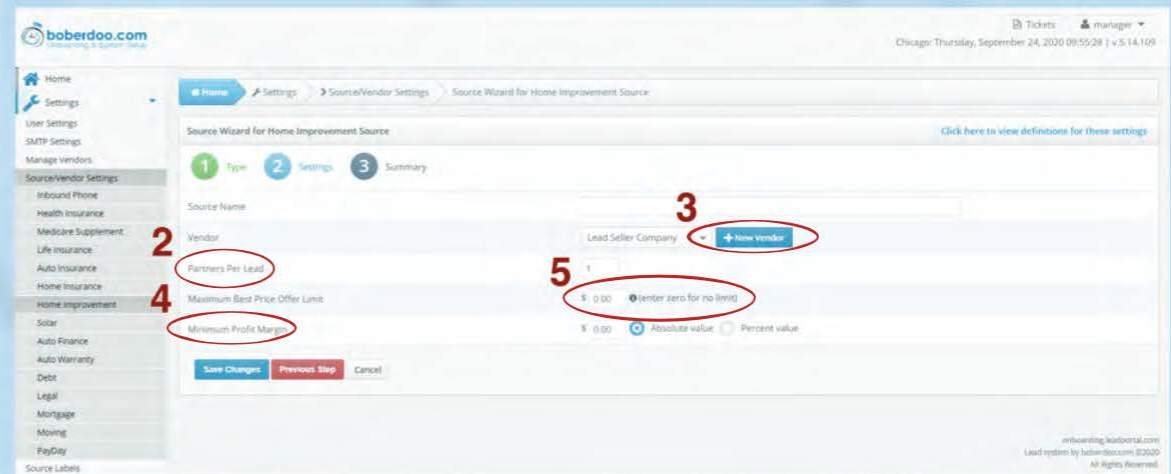 boberdoo.com
Onboarding & System Setup
Tickets manager
Chicago: Thursday, September 24, 2020 09:55:28 | v.5.14.109
Home
Settings
User Settings
SMTP Settings
Manage Vendors
Source/Vendor Settings
Inbound Phone
Health Insurance
Medicare Supplement
Life Insurance
Auto Insurance
Home Insurance
Home Improvement
Solar
Auto Finance
Auto Warranty
Debt
Legal
Mortgage
Moving
PayDay
Source Labels
Home Settings Source/Vendor Settings Source Wizard for Home Improvement Source
Source Wizard for Home Improvement Source Click here to view definitions for these settings
1 Type 2 Settings 3 Summary
Source Name
3
2 Vendor Lead Seller Company + New Vendor
Partners Per Lead 5 1
4 Maximum Best Price Offer Limit $ 0.00 (enter zero for no limit)
Minimum Profit Margin $ 0.00 Absolute value Percent value
Save Changes Previous Step Cancel
onboarding.leadportal.com
Lead system by boberdoo.com ©2020
All Rights Reserved.